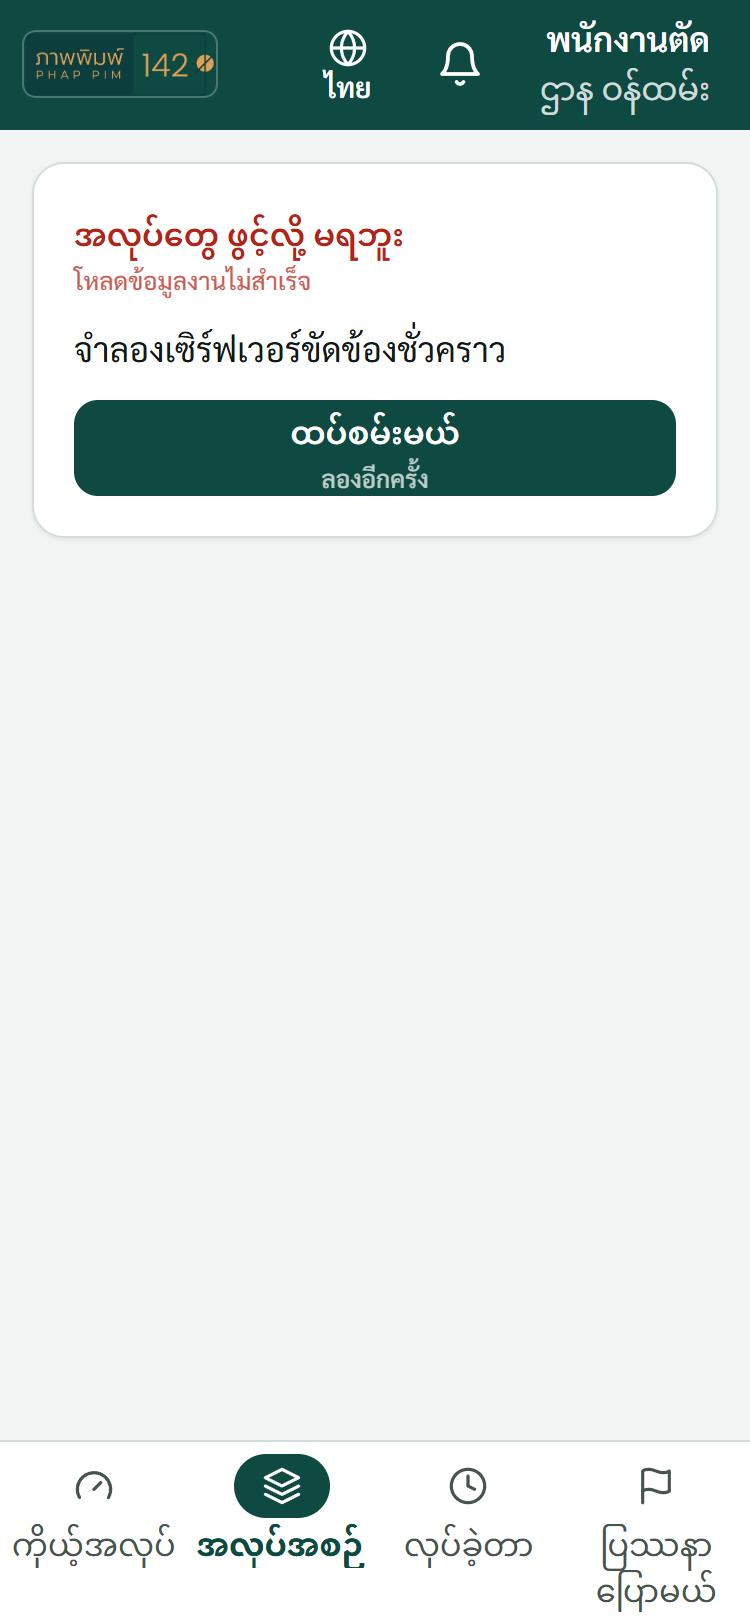 ภาพพิมพ์
PHAP PIM
142
ไทย
พนักงานตัด
ဌာန ဝန်ထမ်း
အလုပ်တွေ ဖွင့်လို့ မရဘူး
โหลดข้อมูลงานไม่สำเร็จ
จำลองเซิร์ฟเวอร์ขัดข้องชั่วคราว
ထပ်စမ်းမယ်
ลองอีกครั้ง
ကိုယ့်အလုပ်
အလုပ်အစဉ်
လုပ်ခဲ့တာ
ပြဿနာ
ပြောမယ်